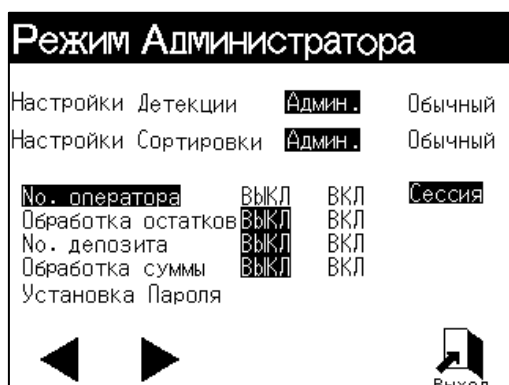 Режим Администратора
Настройки Детекции Админ. Обычный
Настройки Сортировки Админ. Обычный
No. оператора ВЫКЛ ВКЛ Сессия
Обработка остатков ВЫКЛ ВКЛ
No. депозита ВЫКЛ ВКЛ
Обработка суммы ВЫКЛ ВКЛ
Установка Пароля
Выход